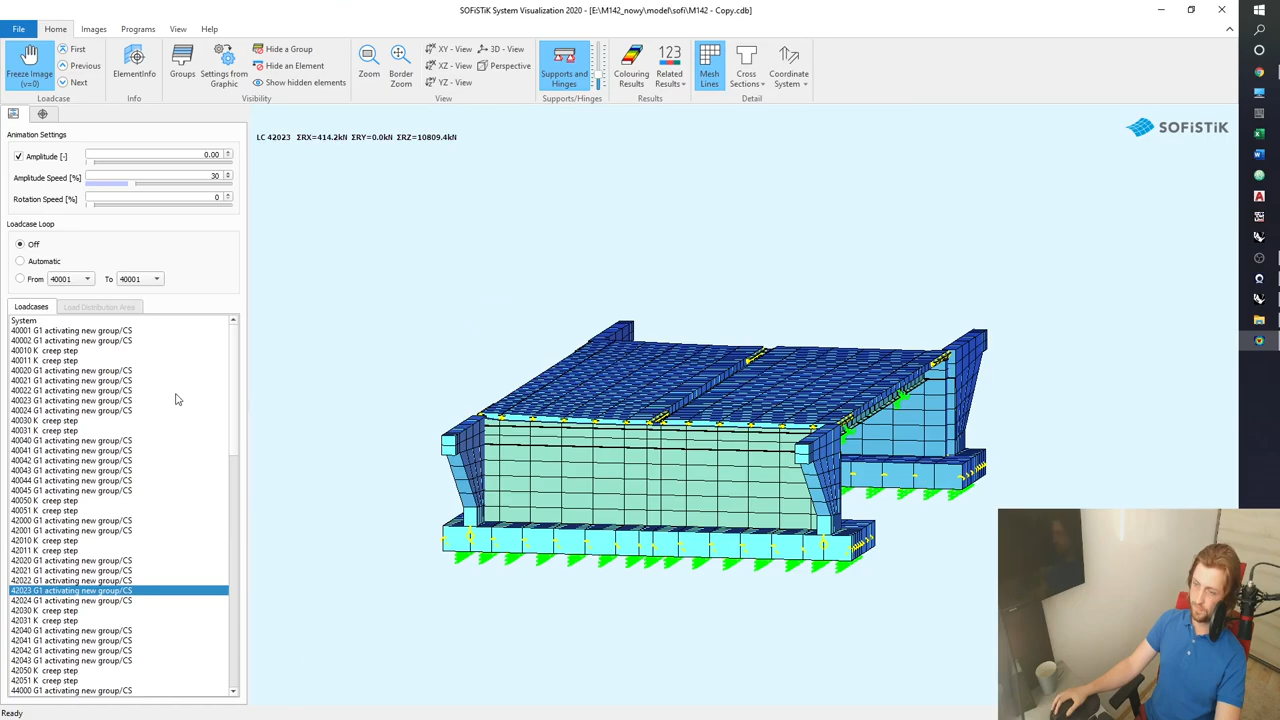 SOFiSTiK System Visualization 2020 - [E:\M142_nowy\model\sofi\M142 - Copy.cdb]
File Home Images Programs View Help
Freeze Image (v=0)
First
Previous
Next
Loadcase
ElementInfo
Info
Groups
Settings from Graphic
Hide a Group
Hide an Element
Show hidden elements
Visibility
Zoom
Border Zoom
XY - View
XZ - View
YZ - View
3D - View
Perspective
View
Supports and Hinges
Supports/Hinges
Colouring Results
123
Related Results
Results
Mesh Lines
Cross Sections
Coordinate System
Detail
Animation Settings
Amplitude [-] 0.00
Amplitude Speed [%] 30
Rotation Speed [%] 0
Loadcase Loop
Off
Automatic
From 40001 To 40001
Loadcases Load Distribution Area
System
40001 G1 activating new group/CS
40002 G1 activating new group/CS
40010 K creep step
40011 K creep step
40020 G1 activating new group/CS
40021 G1 activating new group/CS
40022 G1 activating new group/CS
40023 G1 activating new group/CS
40024 G1 activating new group/CS
40030 K creep step
40031 K creep step
40040 G1 activating new group/CS
40041 G1 activating new group/CS
40042 G1 activating new group/CS
40043 G1 activating new group/CS
40044 G1 activating new group/CS
40045 G1 activating new group/CS
40050 K creep step
40051 K creep step
42000 G1 activating new group/CS
42001 G1 activating new group/CS
42010 K creep step
42011 K creep step
42020 G1 activating new group/CS
42021 G1 activating new group/CS
42022 G1 activating new group/CS
42023 G1 activating new group/CS
42024 G1 activating new group/CS
42030 K creep step
42031 K creep step
42040 G1 activating new group/CS
42041 G1 activating new group/CS
42042 G1 activating new group/CS
42043 G1 activating new group/CS
42050 K creep step
42051 K creep step
44000 G1 activating new group/CS
Ready
LC 42023 ΣRX=414.2kN ΣRY=0.0kN ΣRZ=10809.4kN
SOFiSTiK